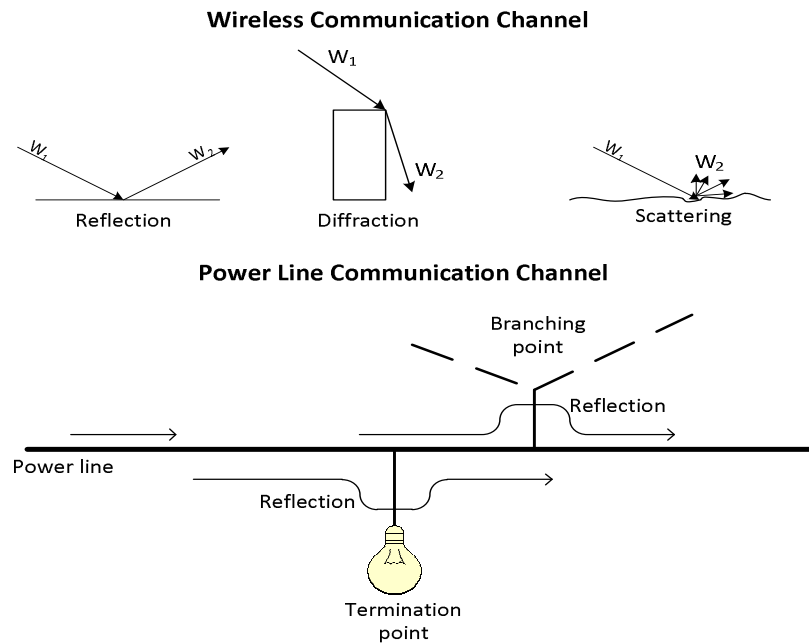 Wireless Communication Channel
W₁
W₂
Reflection
W₁
W₂
Diffraction
W₁
W₂
Scattering
Power Line Communication Channel
Branching
point
Reflection
Power line
Reflection
Termination
point